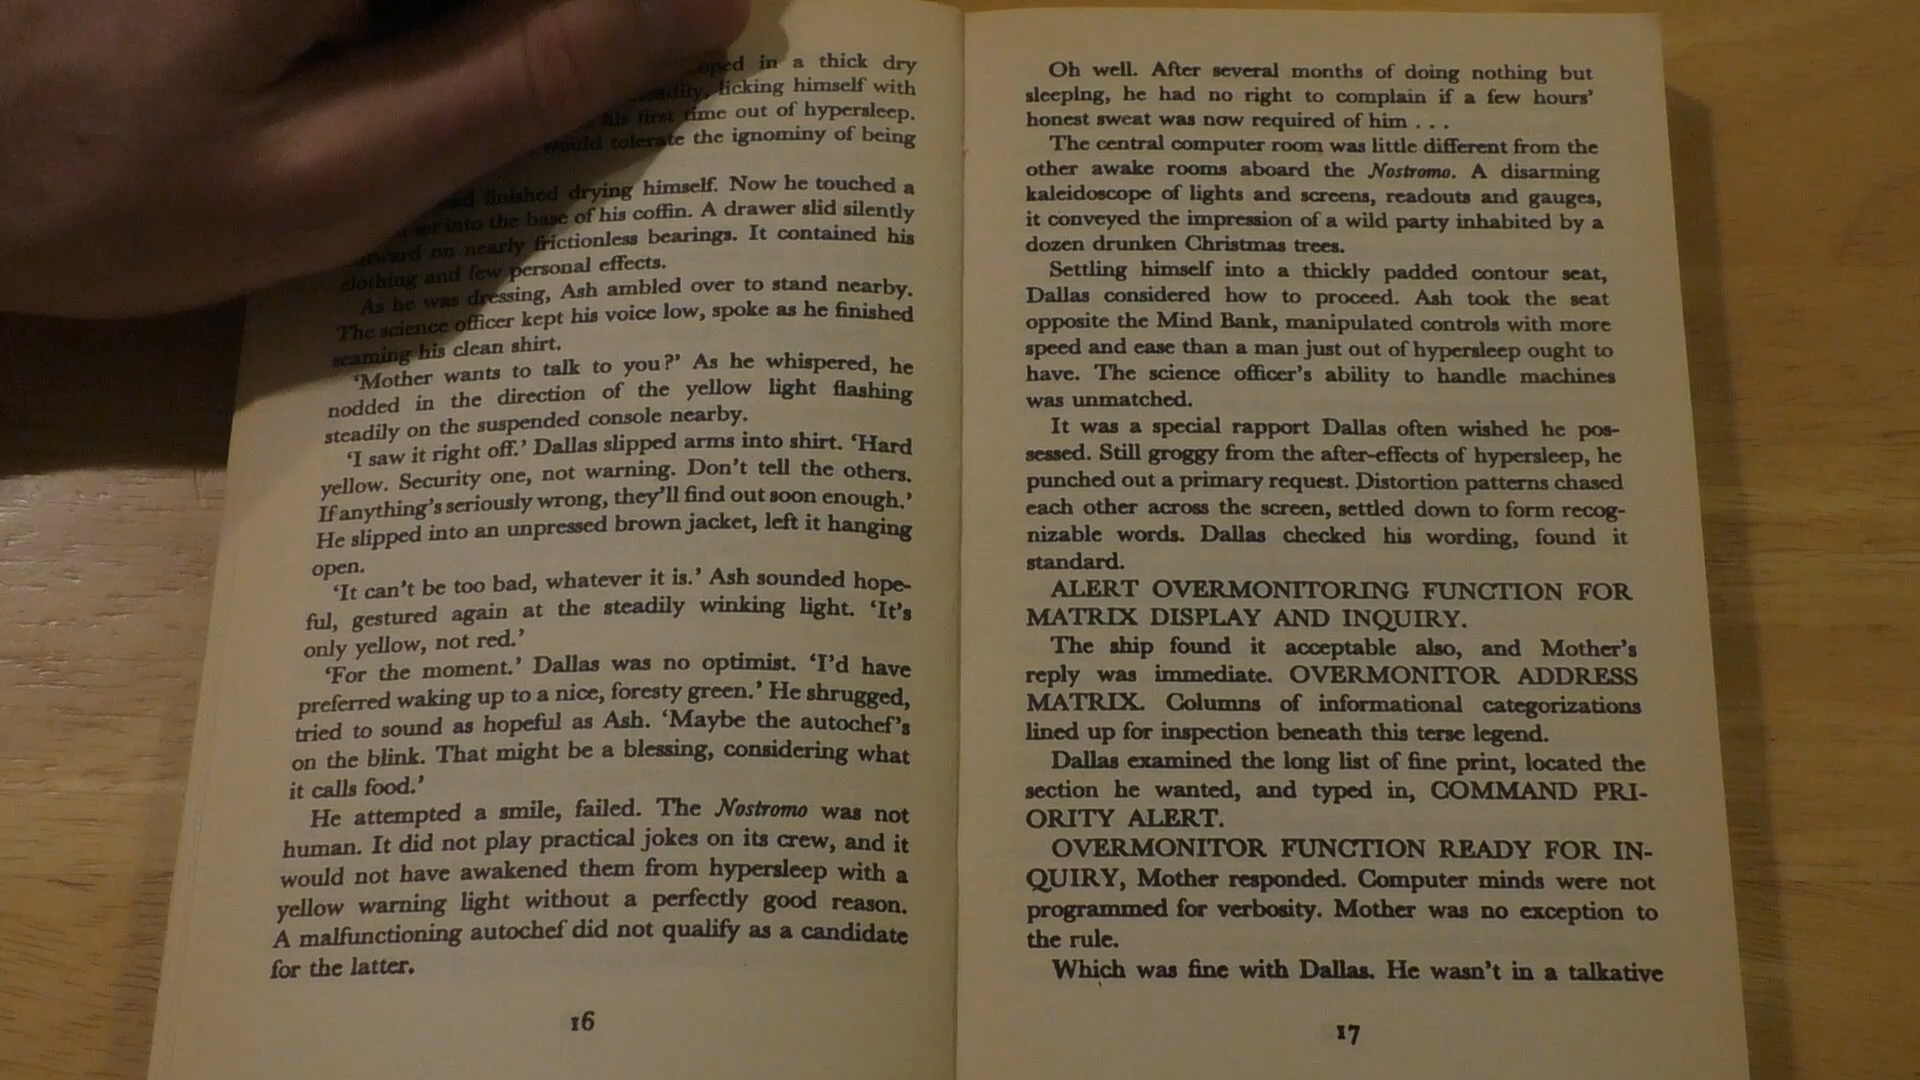 in a thick dry
licking himself with
his first time out of hypersleep.
would tolerate the ignominy of being
finished drying himself. Now he touched a
into the base of his coffin. A drawer slid silently
on nearly frictionless bearings. It contained his
clothing and few personal effects.
As he was dressing, Ash ambled over to stand nearby.
The science officer kept his voice low, spoke as he finished
seaming his clean shirt.
‘Mother wants to talk to you?’ As he whispered, he
nodded in the direction of the yellow light flashing
steadily on the suspended console nearby.
‘I saw it right off.’ Dallas slipped arms into shirt. ‘Hard
yellow. Security one, not warning. Don’t tell the others.
If anything’s seriously wrong, they’ll find out soon enough.’
He slipped into an unpressed brown jacket, left it hanging
open.
‘It can’t be too bad, whatever it is.’ Ash sounded hope-
ful, gestured again at the steadily winking light. ‘It’s
only yellow, not red.’
‘For the moment.’ Dallas was no optimist. ‘I’d have
preferred waking up to a nice, foresty green.’ He shrugged,
tried to sound as hopeful as Ash. ‘Maybe the autochef’s
on the blink. That might be a blessing, considering what
it calls food.’
He attempted a smile, failed. The Nostromo was not
human. It did not play practical jokes on its crew, and it
would not have awakened them from hypersleep with a
yellow warning light without a perfectly good reason.
A malfunctioning autochef did not qualify as a candidate
for the latter.
16
Oh well. After several months of doing nothing but
sleeping, he had no right to complain if a few hours’
honest sweat was now required of him . . .
The central computer room was little different from the
other awake rooms aboard the Nostromo. A disarming
kaleidoscope of lights and screens, readouts and gauges,
it conveyed the impression of a wild party inhabited by a
dozen drunken Christmas trees.
Settling himself into a thickly padded contour seat,
Dallas considered how to proceed. Ash took the seat
opposite the Mind Bank, manipulated controls with more
speed and ease than a man just out of hypersleep ought to
have. The science officer’s ability to handle machines
was unmatched.
It was a special rapport Dallas often wished he pos-
sessed. Still groggy from the after-effects of hypersleep, he
punched out a primary request. Distortion patterns chased
each other across the screen, settled down to form recog-
nizable words. Dallas checked his wording, found it
standard.
ALERT OVERMONITORING FUNCTION FOR
MATRIX DISPLAY AND INQUIRY.
The ship found it acceptable also, and Mother’s
reply was immediate. OVERMONITOR ADDRESS
MATRIX. Columns of informational categorizations
lined up for inspection beneath this terse legend.
Dallas examined the long list of fine print, located the
section he wanted, and typed in, COMMAND PRI-
ORITY ALERT.
OVERMONITOR FUNCTION READY FOR IN-
QUIRY, Mother responded. Computer minds were not
programmed for verbosity. Mother was no exception to
the rule.
Which was fine with Dallas. He wasn’t in a talkative
17